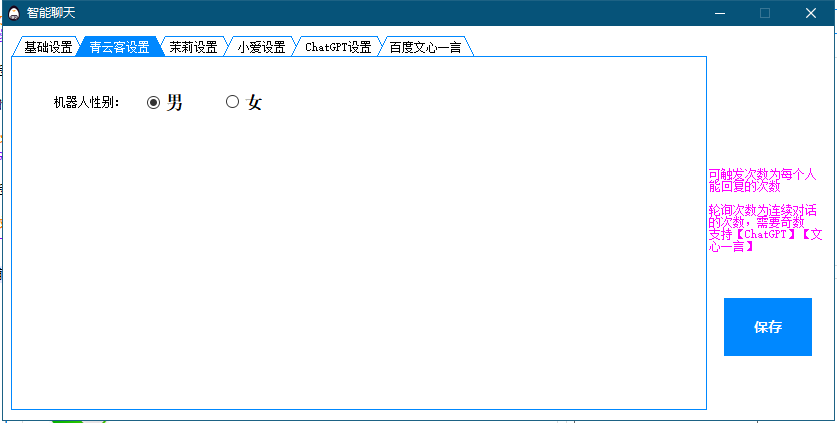 智能聊天
基础设置 青云客设置 茉莉设置 小爱设置 ChatGPT设置 百度文心一言
机器人性别： 男 女
可触发次数为每个人
能回复的次数
轮询次数为连续对话
的次数，需要奇数
支持【ChatGPT】【文
心一言】
保存